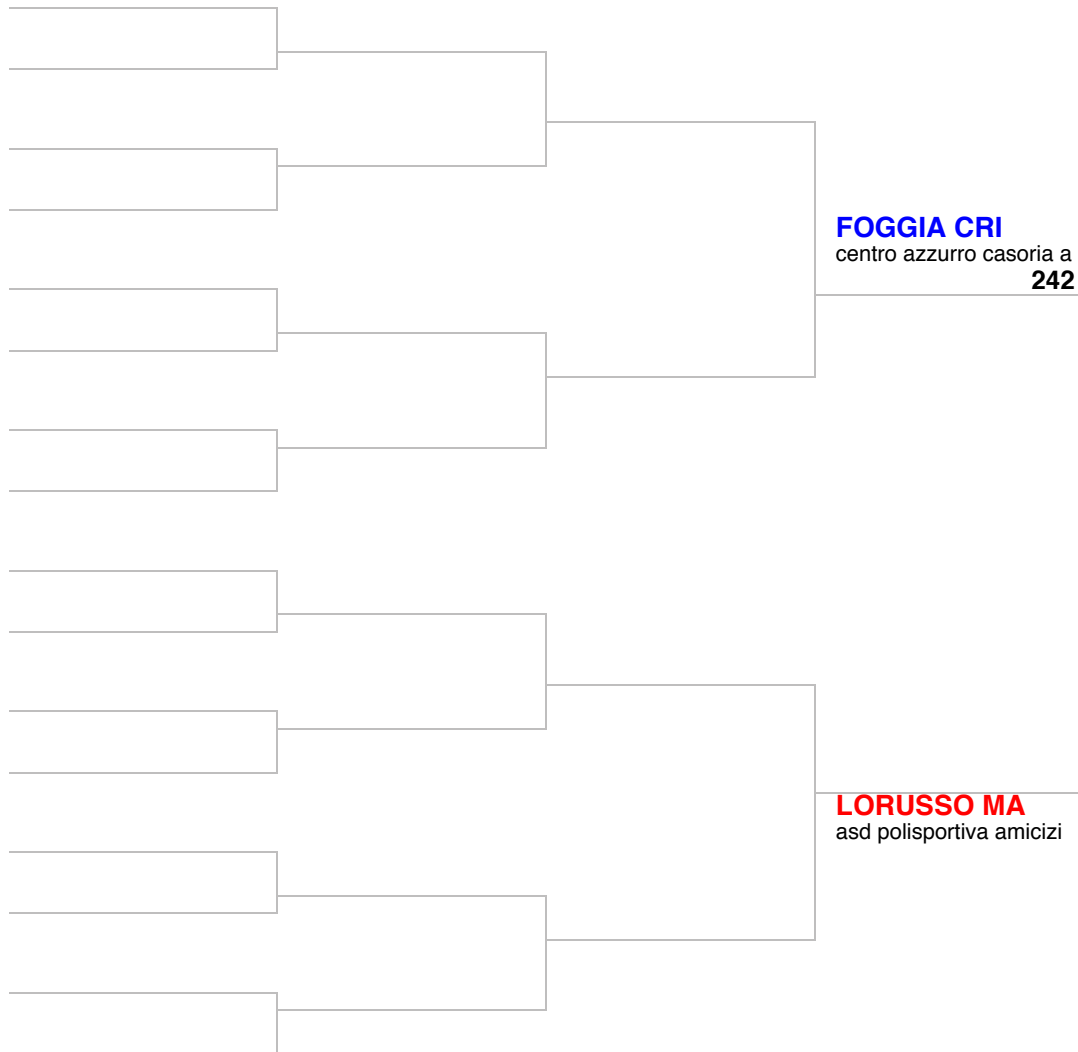 FOGGIA CRI
centro azzurro casoria a
242
LORUSSO MA
asd polisportiva amicizi